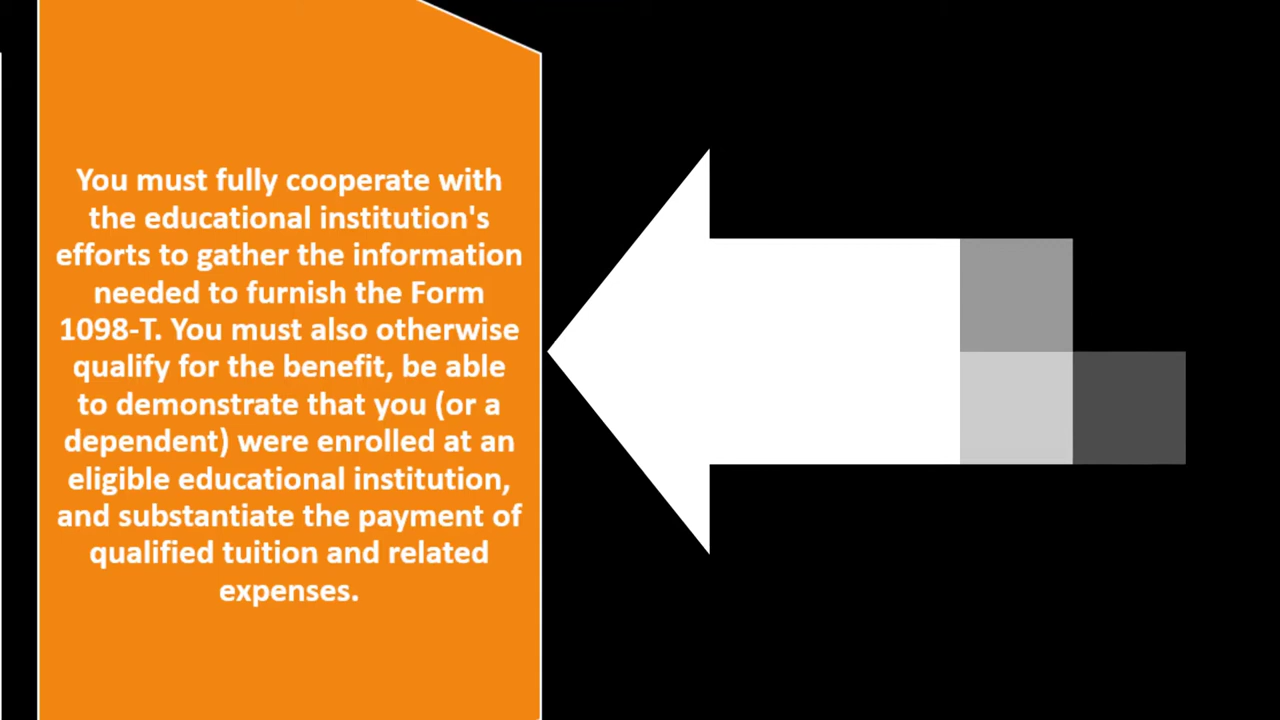 You must fully cooperate with
the educational institution's
efforts to gather the information
needed to furnish the Form
1098-T. You must also otherwise
qualify for the benefit, be able
to demonstrate that you (or a
dependent) were enrolled at an
eligible educational institution,
and substantiate the payment of
qualified tuition and related
expenses.